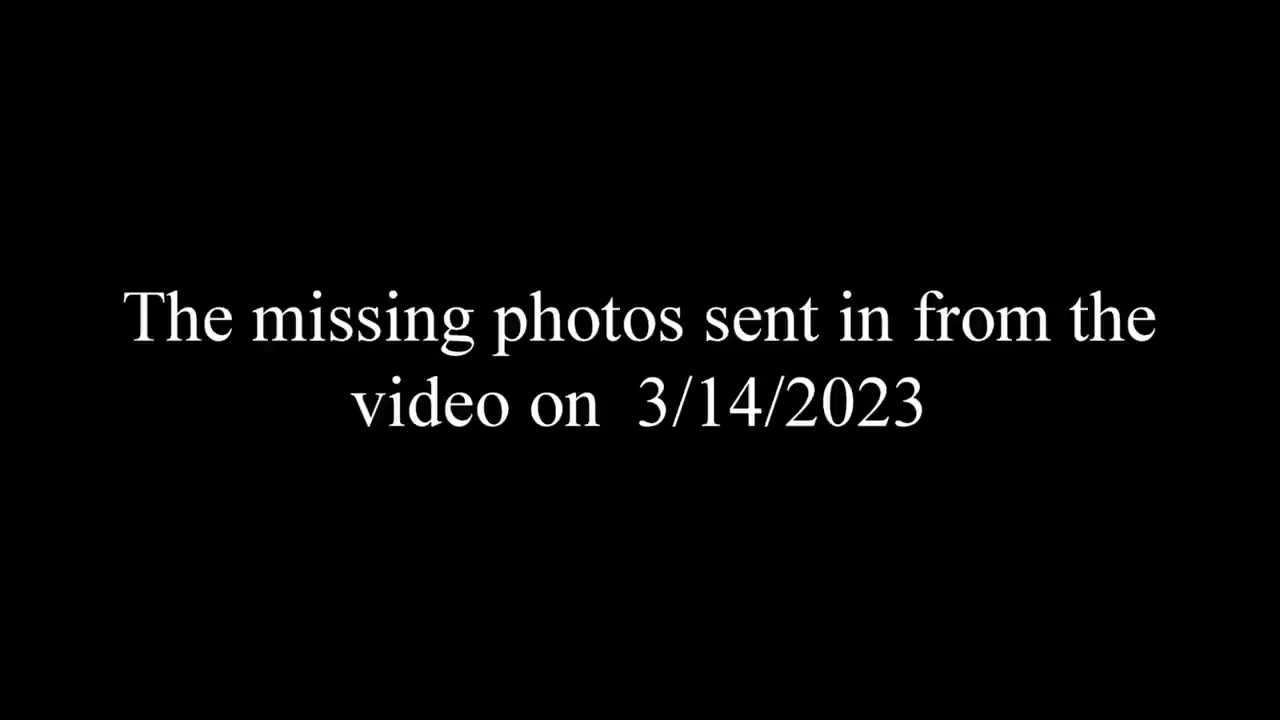 The missing photos sent in from the
video on  3/14/2023